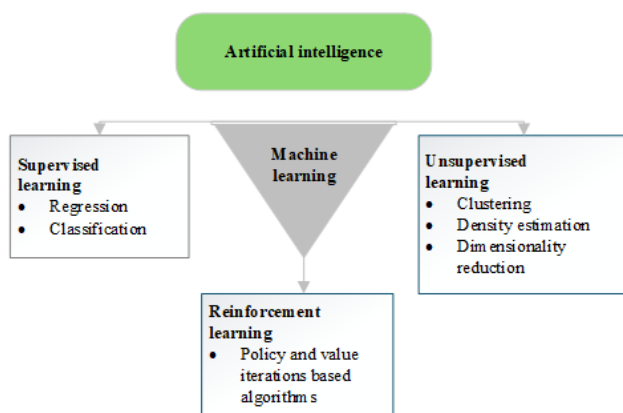 Artificial intelligence
Machine
learning
Supervised
learning
• Regression
• Classification
Unsupervised
learning
• Clustering
• Density estimation
• Dimensionality
reduction
Reinforcement
learning
• Policy and value
iterations based
algorithms